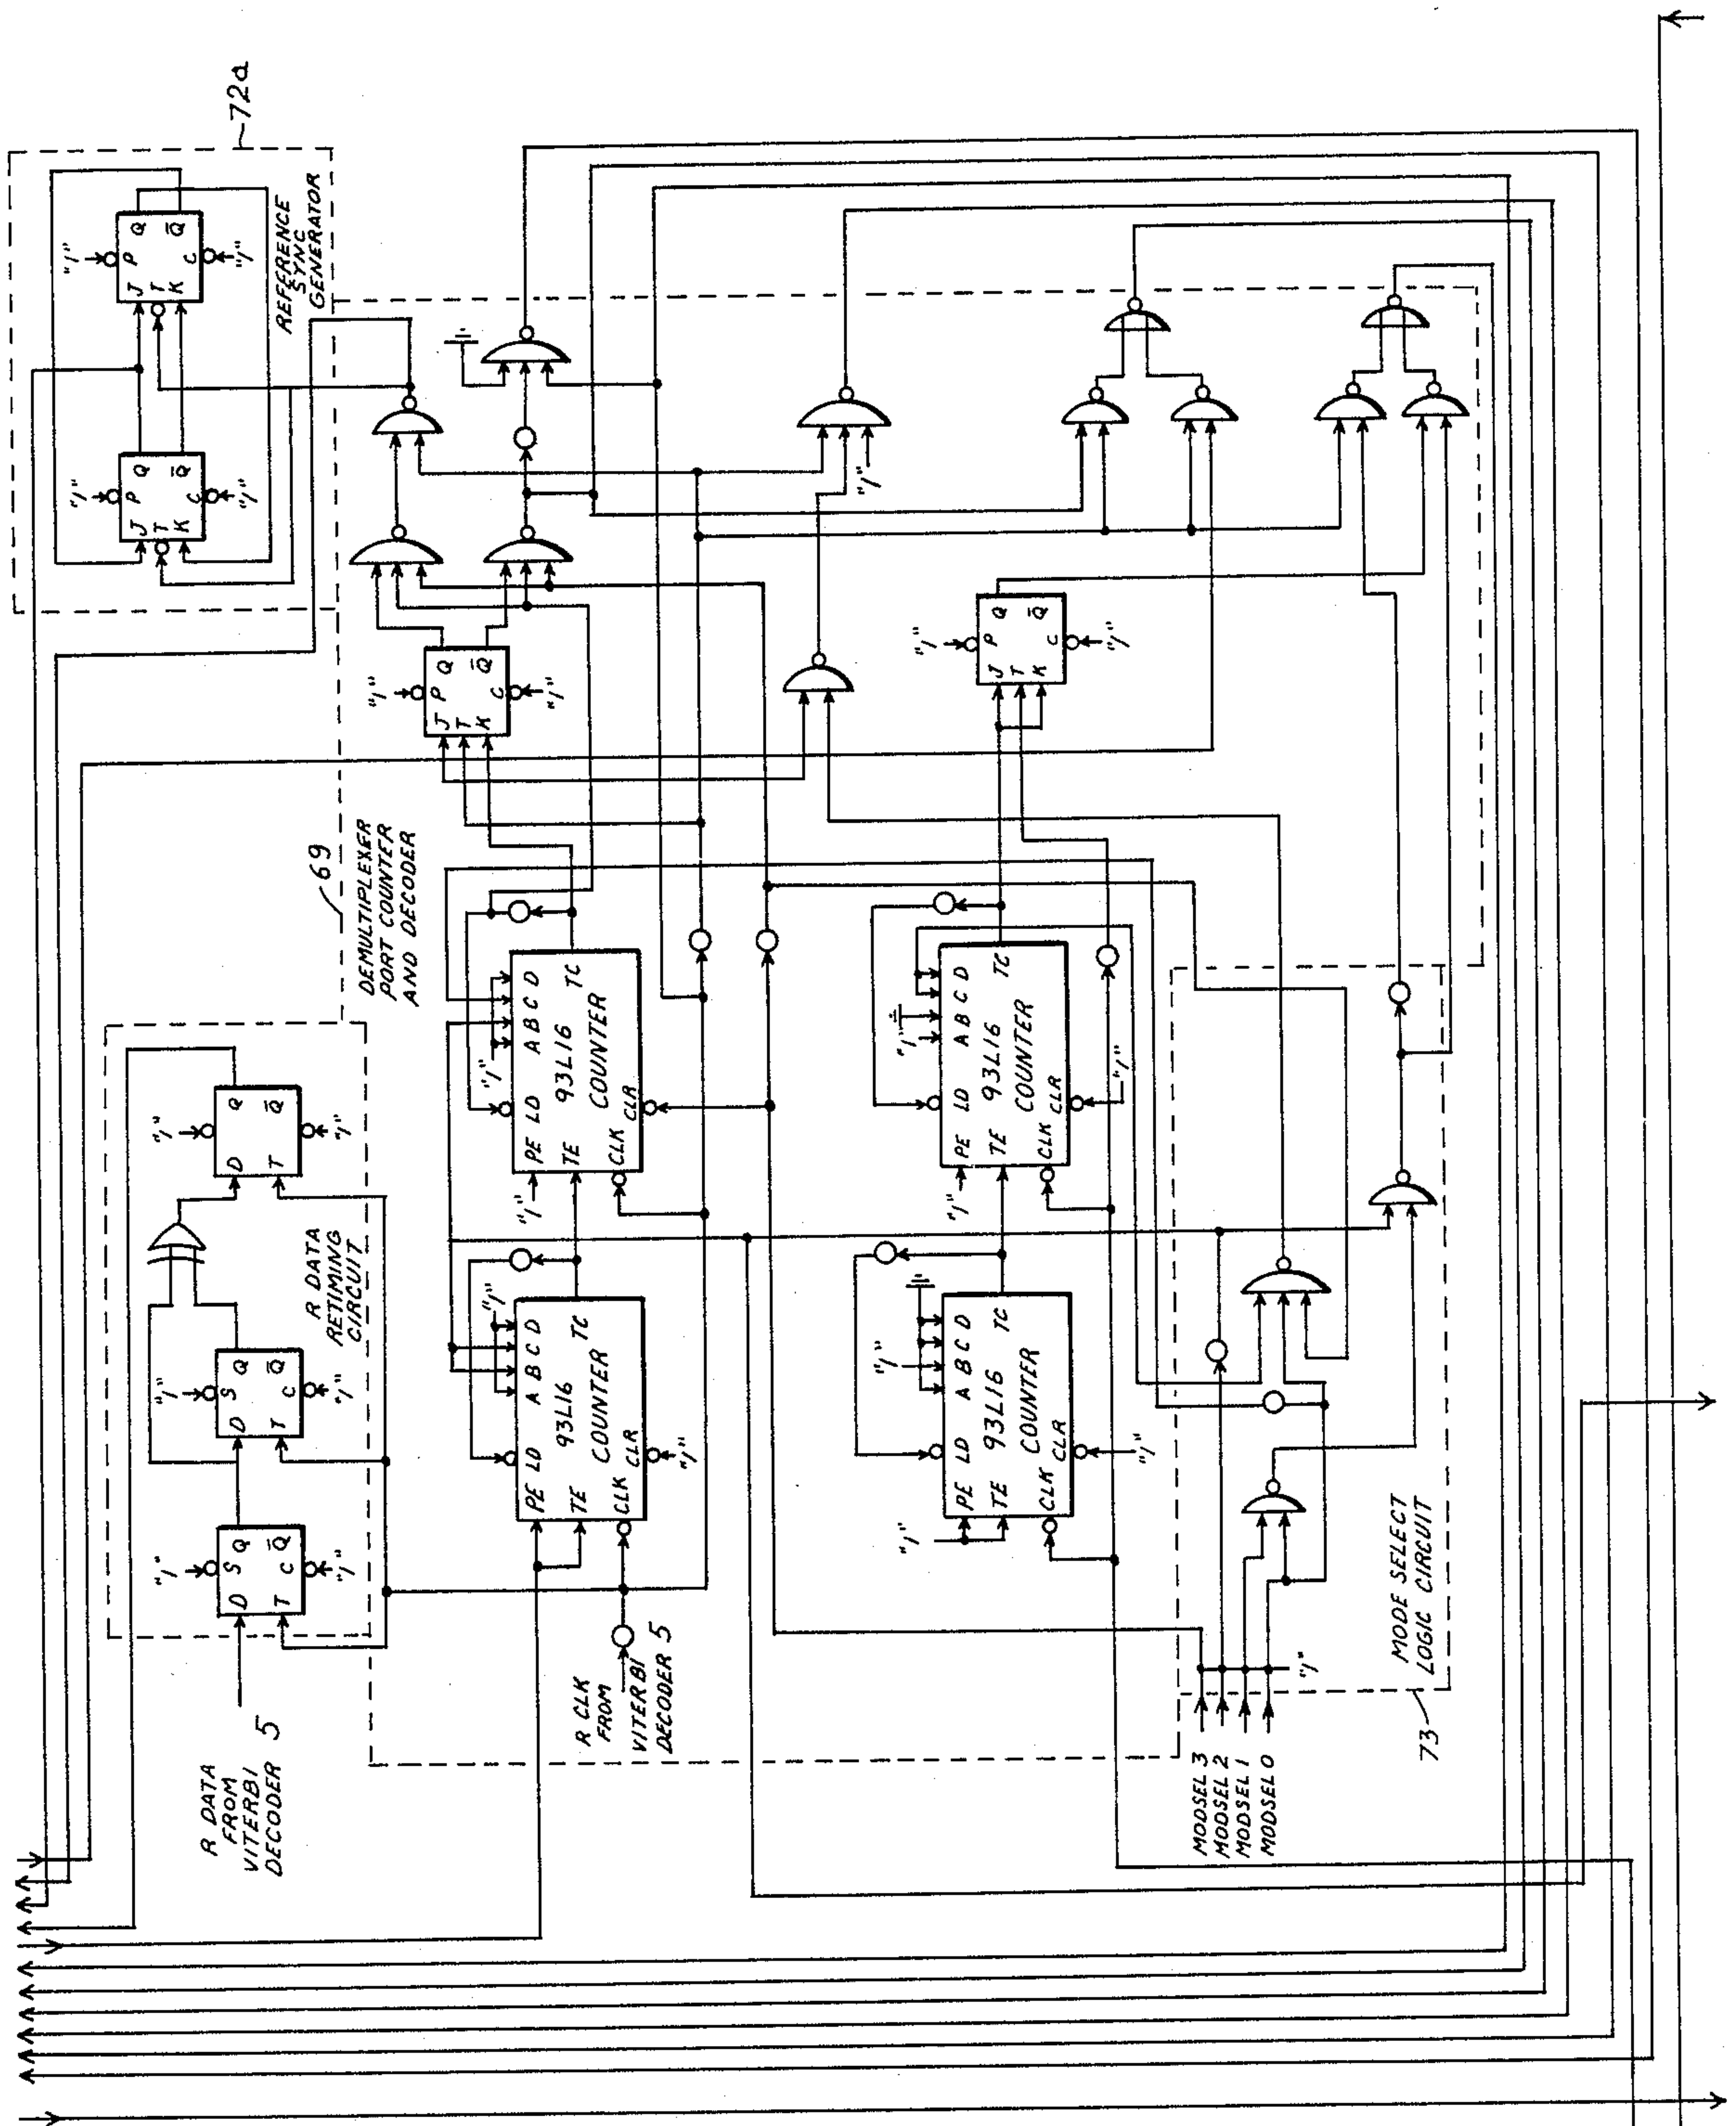 72a
REFERENCE
SYNC
GENERATOR
"1"
J P Q
T
K C Q̄
"1"
"1"
J P Q
T
K C Q̄
"1"
69
DEMULTIPLEXER
PORT COUNTER
AND DECODER
"1"
J P Q
T
K C Q̄
"1"
"1"
"1"
J P Q
T
K C Q̄
"1"
R DATA
RETIMING
CIRCUIT
"1"
D S Q
T C Q̄
"1"
"1"
D S Q
T C Q̄
"1"
"1"
D Q
T Q̄
"1"
R DATA
FROM
VITERBI
DECODER 5
R CLK
FROM
VITERBI
DECODER 5
"1"
PE LD A B C D
TE 93L16 TC
COUNTER
CLK CLR
"1"
"1"
"1"
PE LD A B C D
TE 93L16 TC
COUNTER
CLK CLR
"1"
"1"
PE LD A B C D
TE 93L16 TC
COUNTER
CLK CLR
"1"
"1"
"1"
PE LD A B C D
TE 93L16 TC
COUNTER
CLK CLR
"1"
MODSEL 3
MODSEL 2
MODSEL 1
MODSEL 0
"1"
MODE SELECT
LOGIC CIRCUIT
73